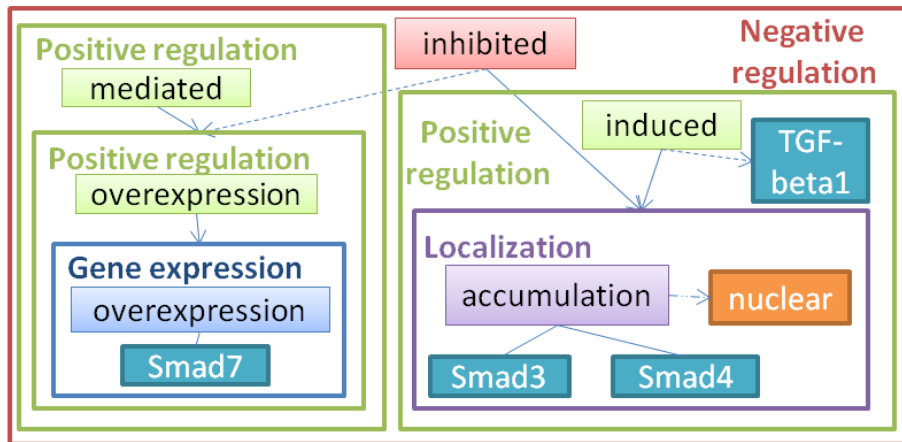 Positive regulation
mediated
Positive regulation
overexpression
Gene expression
overexpression
Smad7
inhibited
Negative
regulation
Positive
regulation
induced
TGF-
beta1
Localization
accumulation
nuclear
Smad3
Smad4